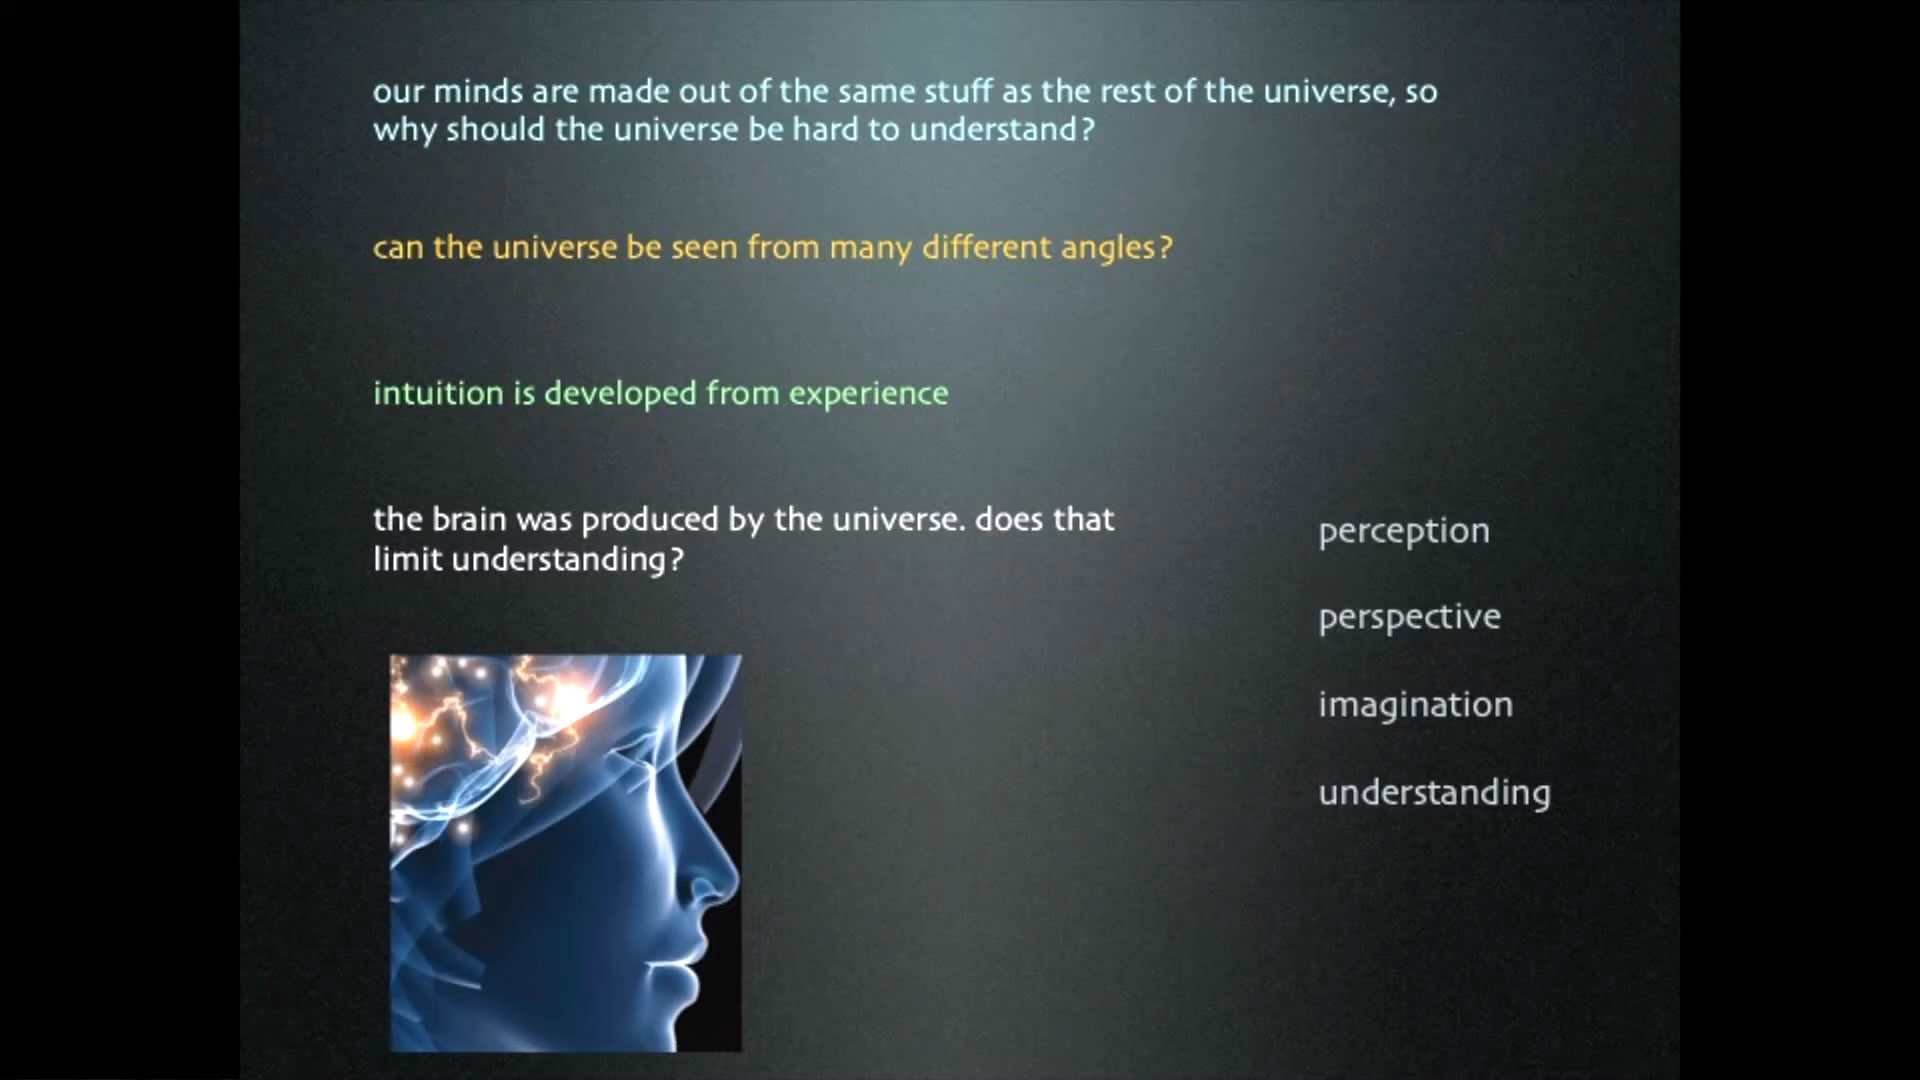 our minds are made out of the same stuff as the rest of the universe, so
why should the universe be hard to understand?
can the universe be seen from many different angles?
intuition is developed from experience
the brain was produced by the universe. does that
limit understanding?
perception
perspective
imagination
understanding